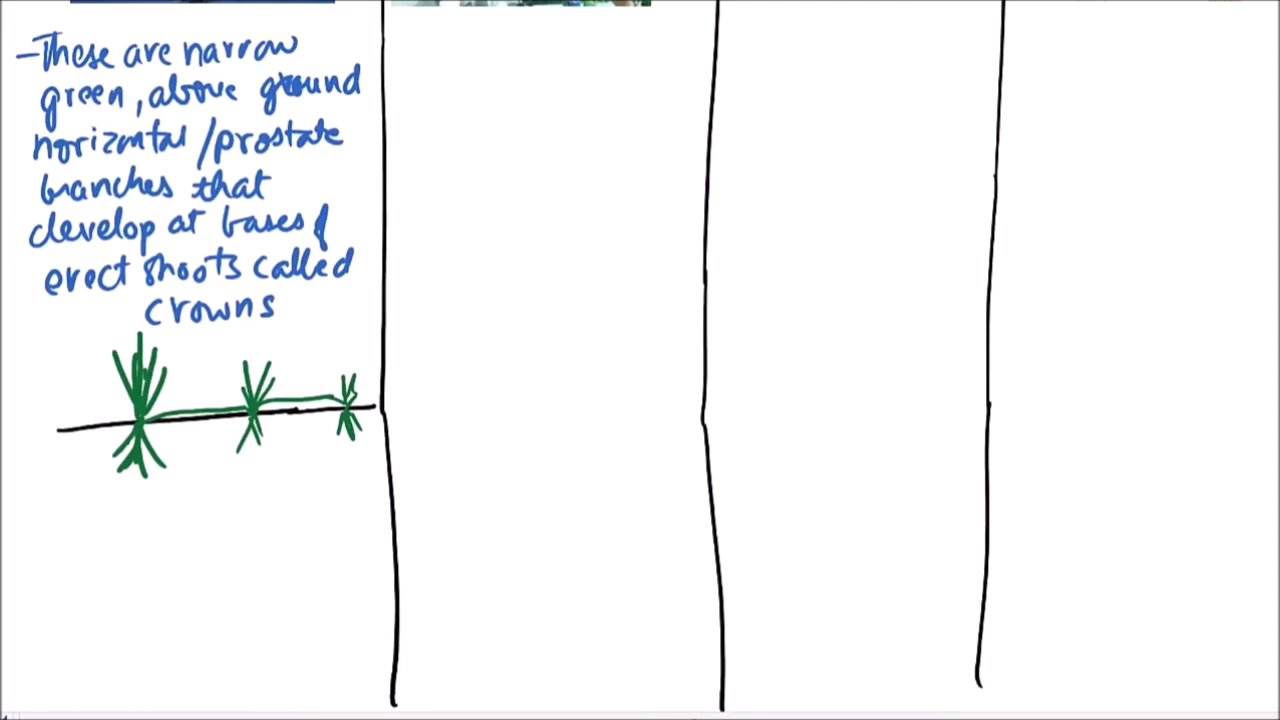 -These are narrow
green, above ground
horizontal/prostate
branches that
develop at bases of
erect shoots called
crowns